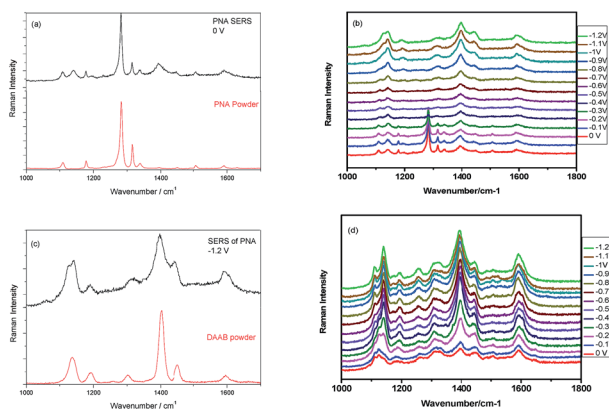 (a)
PNA SERS
0 V
PNA Powder
Raman Intensity
1000 1200 1400 1600
Wavenumber / cm-1
(b)
Raman Intensity
-1.2V
-1.1V
-1V
-0.9V
-0.8V
-0.7V
-0.6V
-0.5V
-0.4V
-0.3V
-0.2V
-0.1V
0 V
1000 1200 1400 1600 1800
Wavenumber/cm-1
(c)
SERS of PNA
-1.2 V
DAAB powder
Raman Intensity
1000 1200 1400 1600
Wavenumber / cm-1
(d)
Raman Intensity
-1.2
-1.1
-1V
-0.9
-0.8
-0.7
-0.6
-0.5
-0.4
-0.3
-0.2
-0.1
0 V
1000 1200 1400 1600 1800
Wavenumber/cm-1